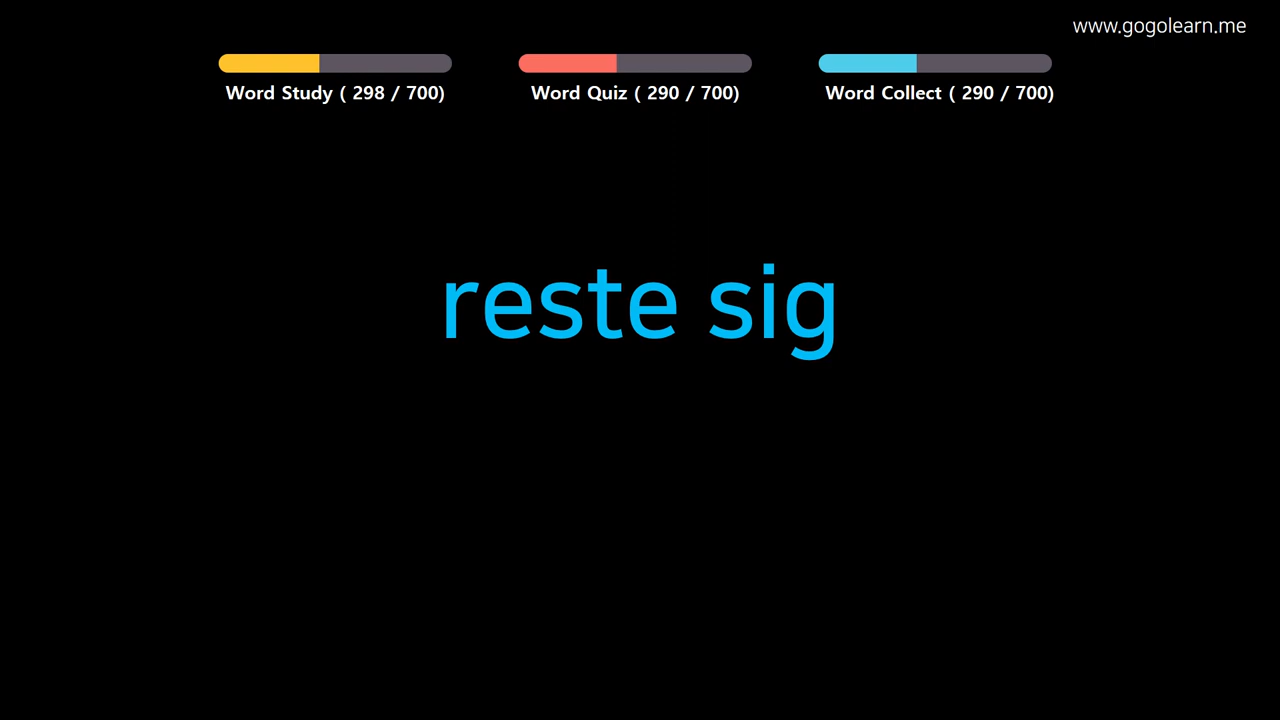 www.gogolearn.me
Word Study ( 298 / 700)
Word Quiz ( 290 / 700)
Word Collect ( 290 / 700)
reste sig